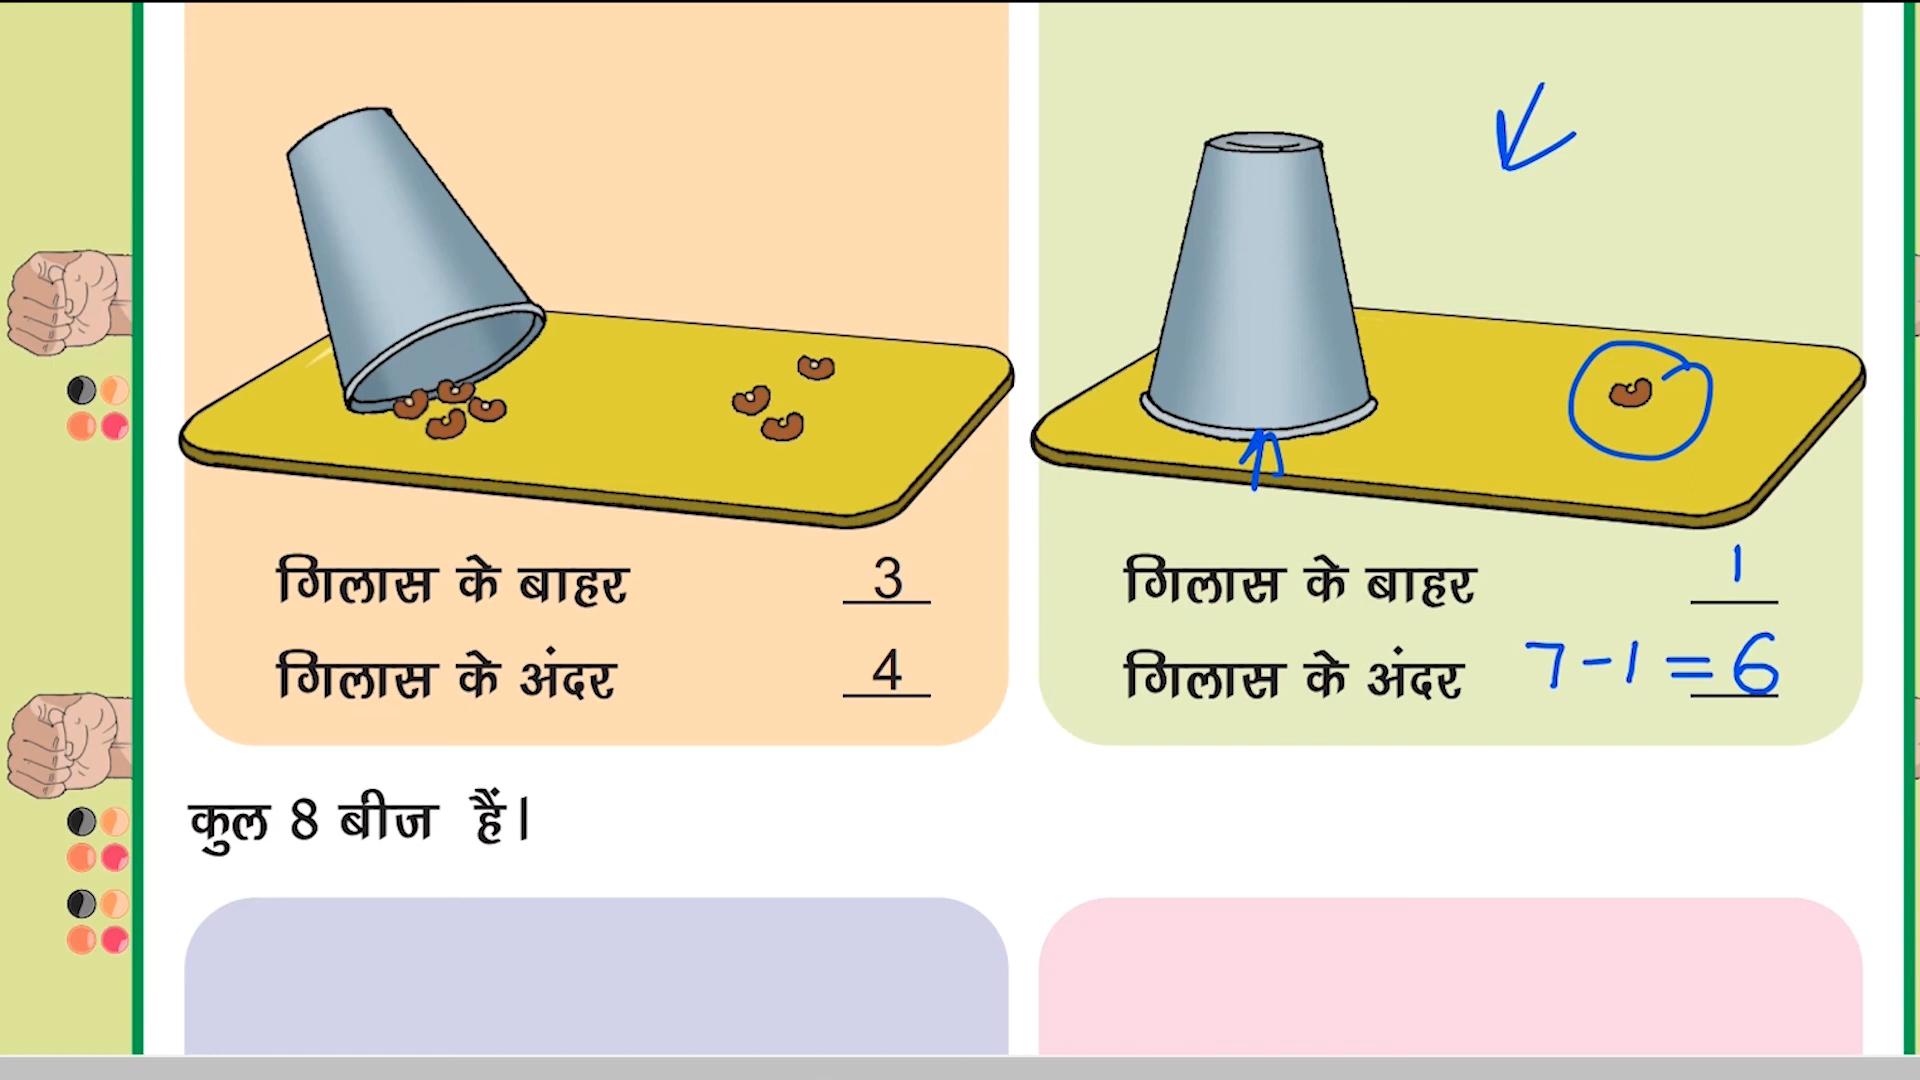 गिलास के बाहर 3
गिलास के अंदर 4
गिलास के बाहर 1
गिलास के अंदर 7-1=6
कुल 8 बीज हैं।